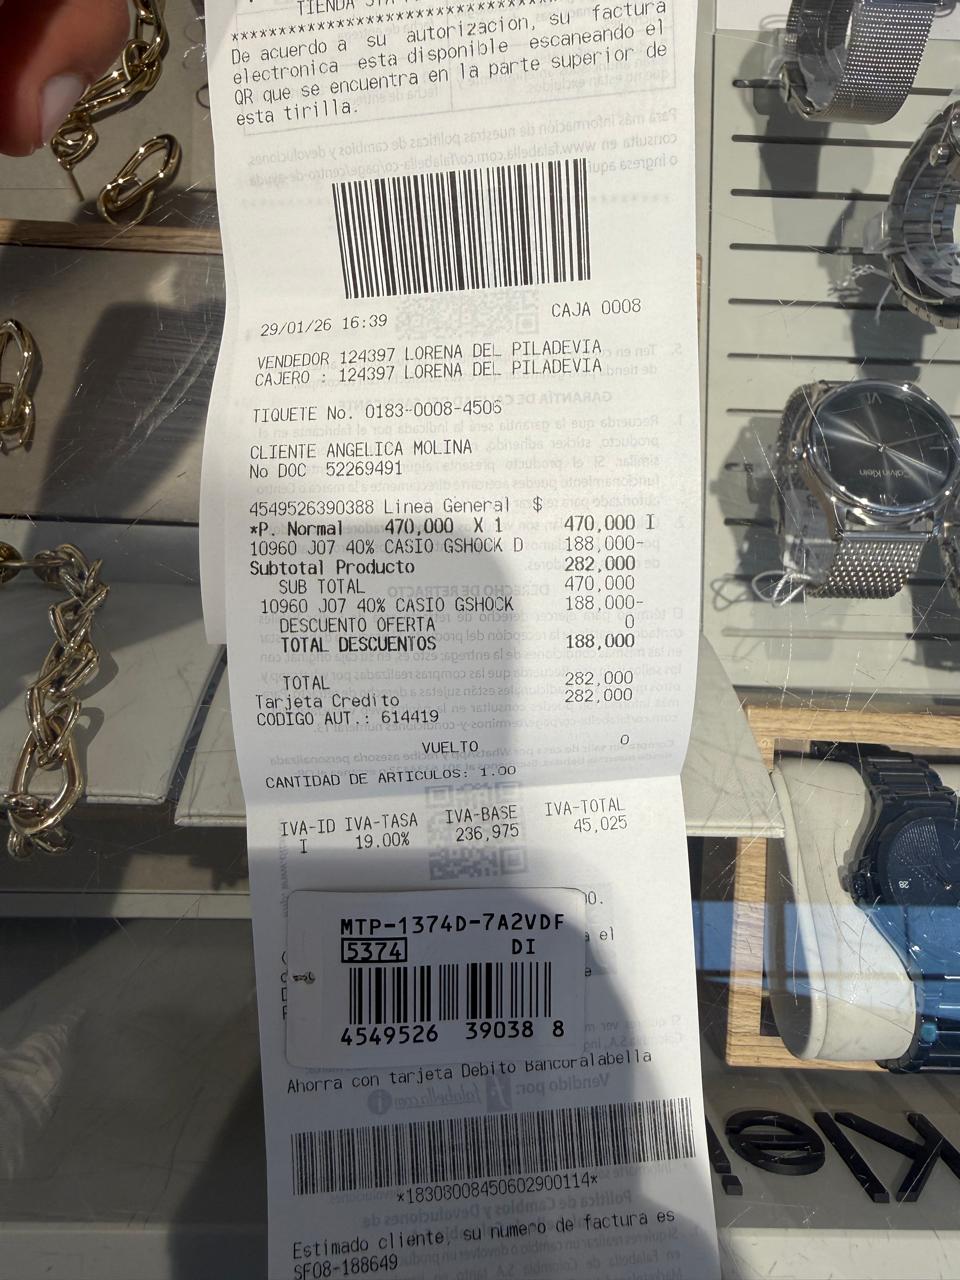 TIENDA
******************************************
De acuerdo a su autorizacion, su factura
electronica esta disponible escaneando el
QR que se encuentra en la parte superior de
esta tirilla.
29/01/26 16:39 CAJA 0008
VENDEDOR 124397 LORENA DEL PILADEVIA
CAJERO : 124397 LORENA DEL PILADEVIA
TIQUETE No. 0183-0008-4506
CLIENTE ANGELICA MOLINA
No DOC 52269491
4549526390388 Linea General $
*P. Normal 470,000 X 1 470,000 I
10960 J07 40% CASIO GSHOCK D 188,000-
Subtotal Producto 282,000
SUB TOTAL 470,000
10960 J07 40% CASIO GSHOCK 188,000-
DESCUENTO OFERTA 0
TOTAL DESCUENTOS 188,000
TOTAL 282,000
Tarjeta Credito 282,000
CODIGO AUT.: 614419
VUELTO 0
CANTIDAD DE ARTICULOS: 1.00
IVA-ID IVA-TASA IVA-BASE IVA-TOTAL
I 19.00% 236,975 45,025
MTP-1374D-7A2VDF
5374 DI
4549526 39038 8
el
Ahorra con tarjeta Debito BancoFalabella
*18308008450602900114*
Estimado cliente, su numero de factura es
SF08-188649
Calvin Klein
28